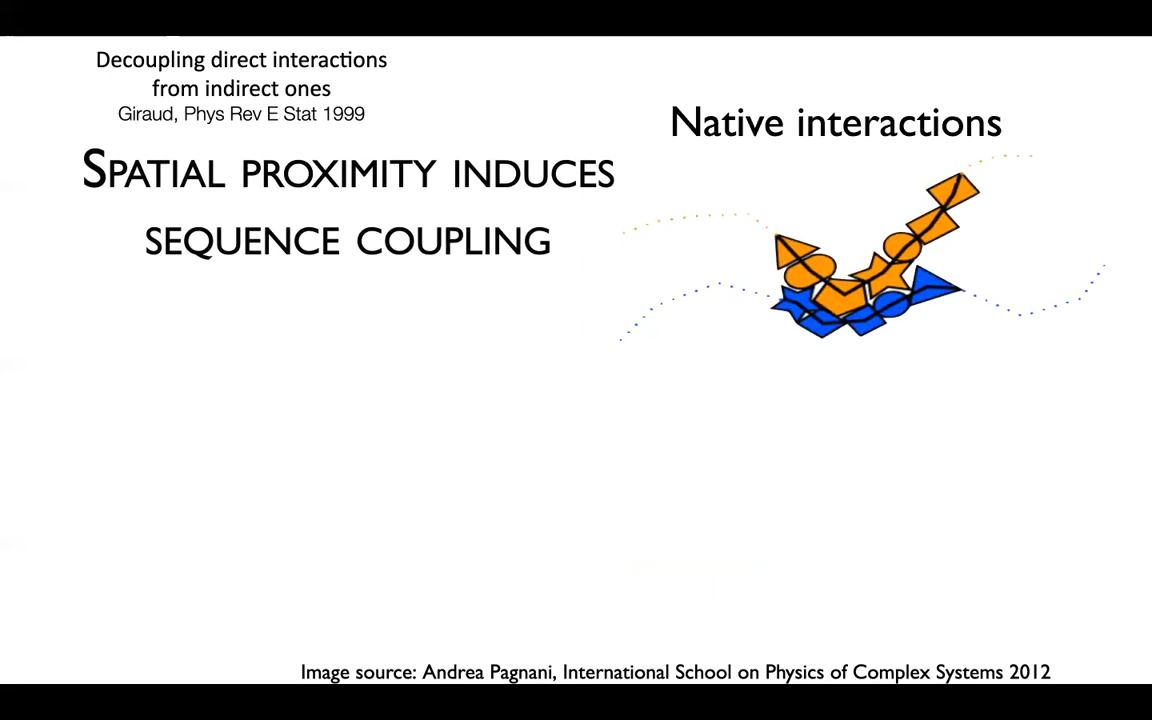 Decoupling direct interactions
from indirect ones
Giraud, Phys Rev E Stat 1999
Native interactions
SPATIAL PROXIMITY INDUCES
SEQUENCE COUPLING
Image source: Andrea Pagnani, International School on Physics of Complex Systems 2012